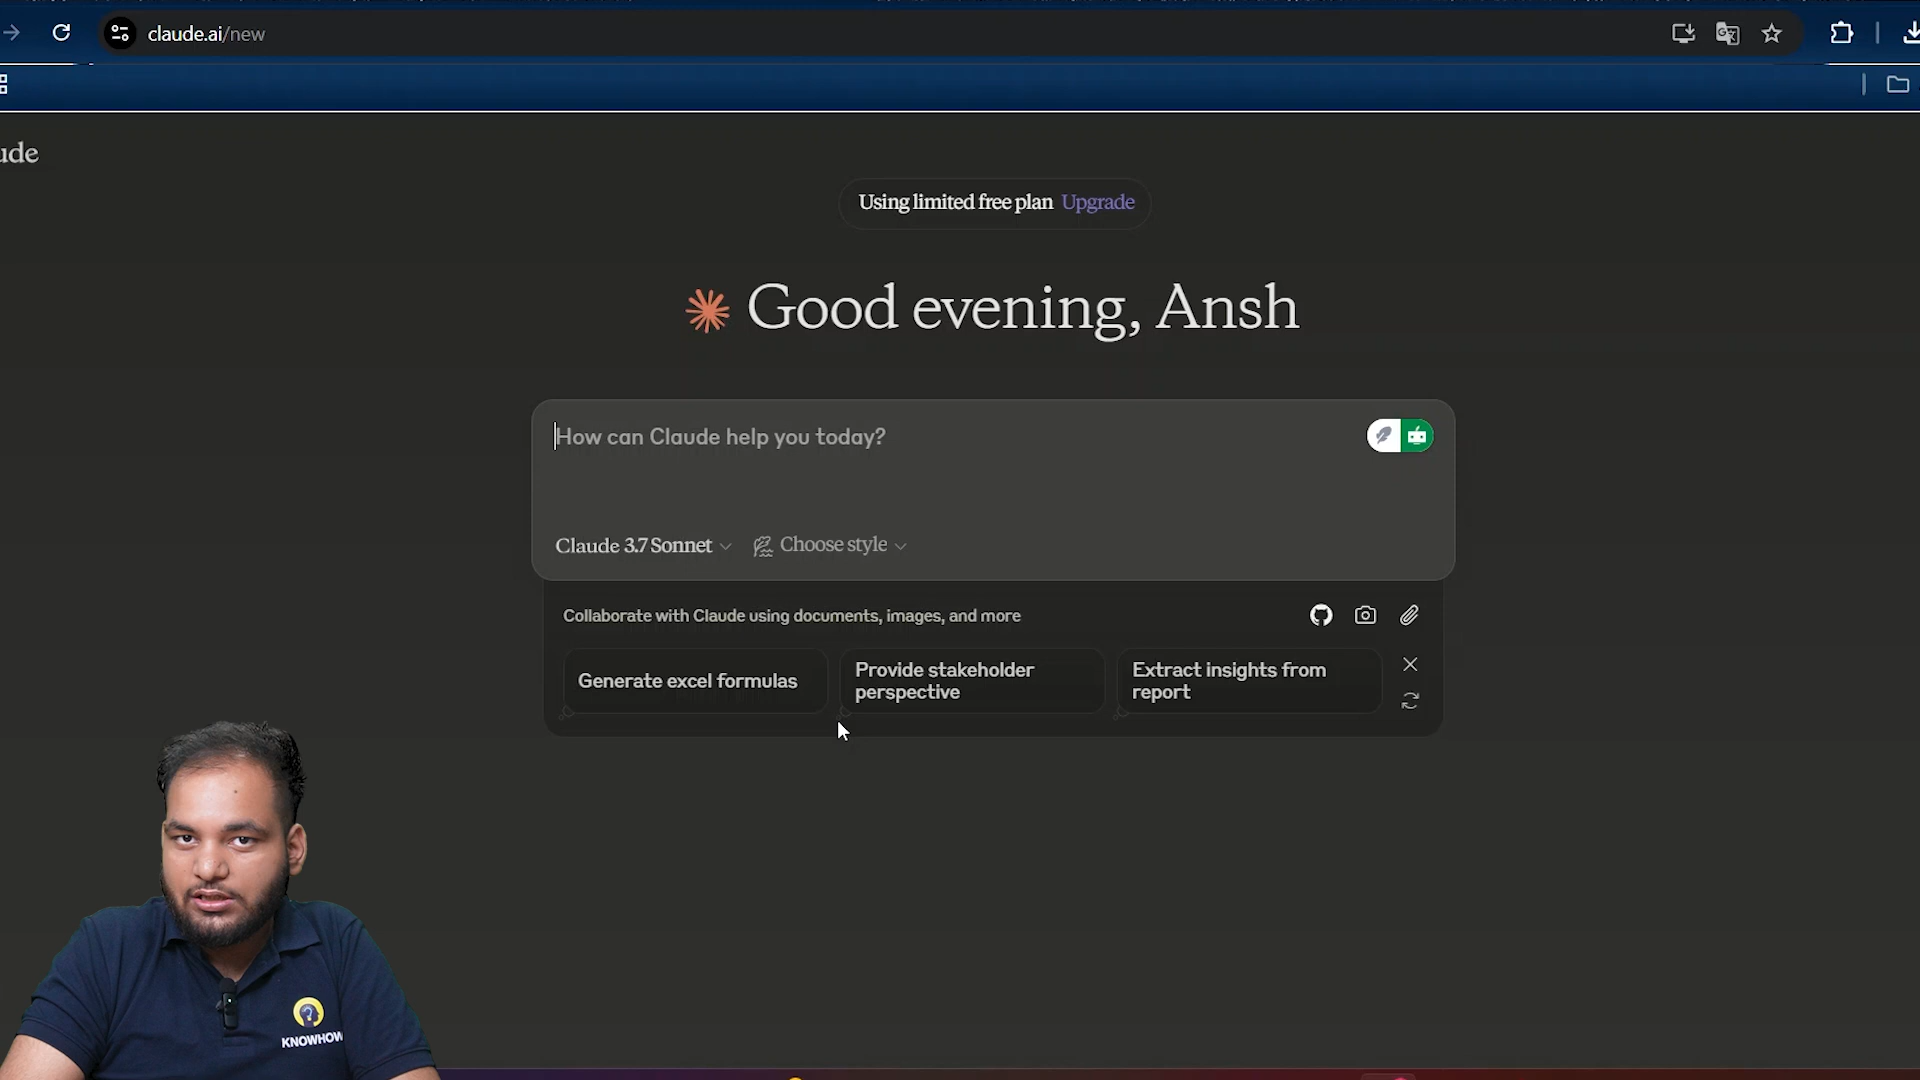 claude.ai/new
ude
Using limited free plan Upgrade
Good evening, Ansh
How can Claude help you today?
Claude 3.7 Sonnet
Choose style
Collaborate with Claude using documents, images, and more
Generate excel formulas
Provide stakeholder
perspective
Extract insights from
report
KNOWHOW